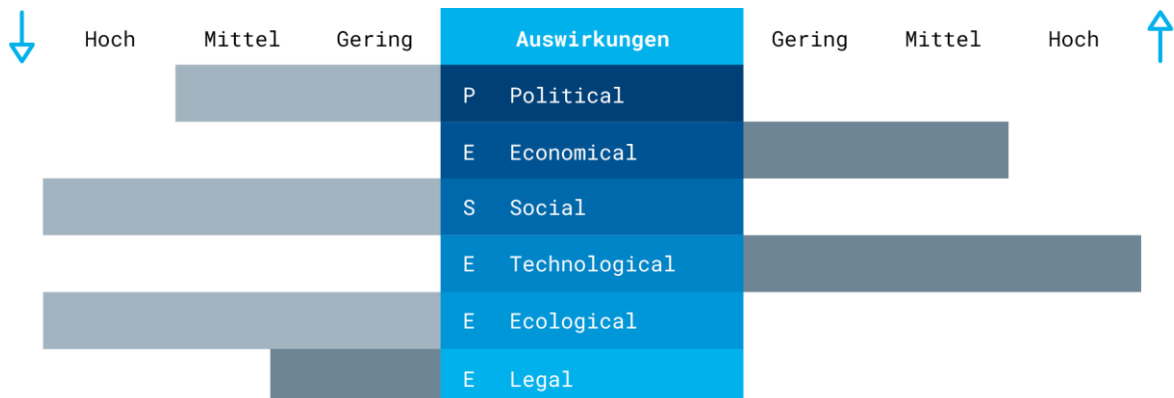 Hoch Mittel Gering Auswirkungen Gering Mittel Hoch
P Political
E Economical
S Social
E Technological
E Ecological
E Legal